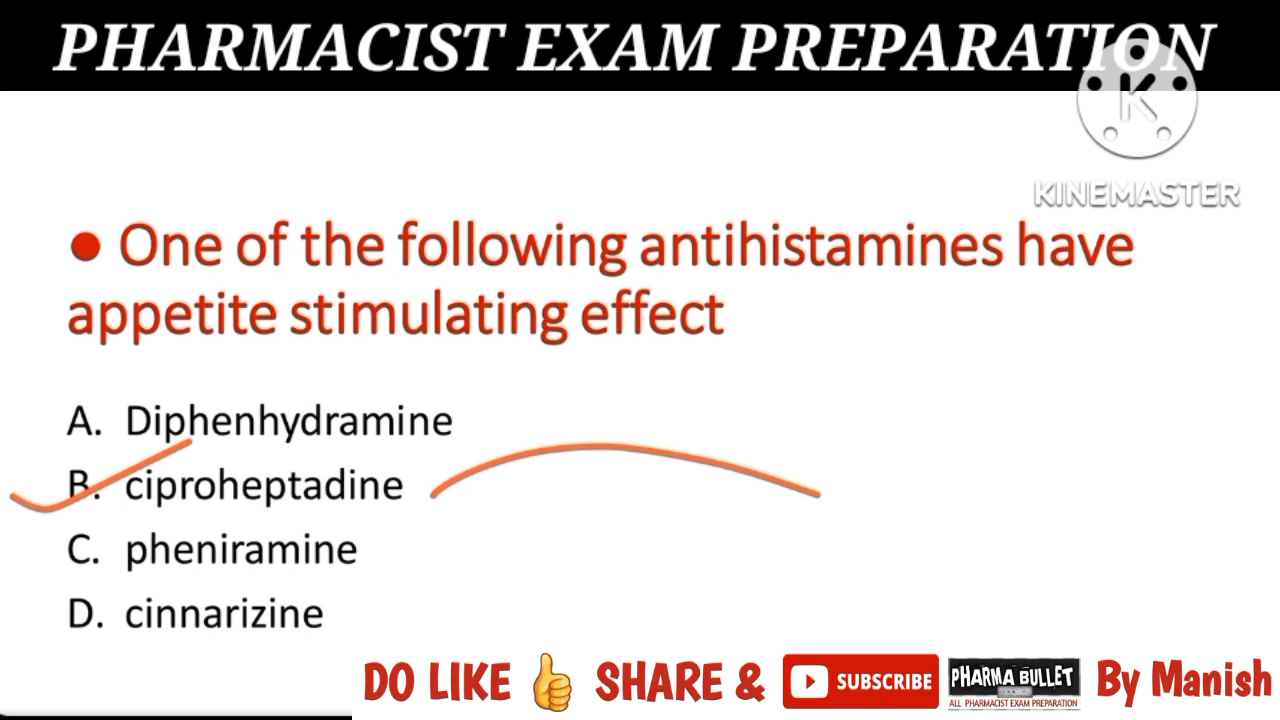 PHARMACIST EXAM PREPARATION
K
KINEMASTER
● One of the following antihistamines have
appetite stimulating effect
A. Diphenhydramine
B. ciproheptadine
C. pheniramine
D. cinnarizine
DO LIKE 👍 SHARE & SUBSCRIBE PHARMA BULLET By Manish
ALL PHARMACIST EXAM PREPARATION